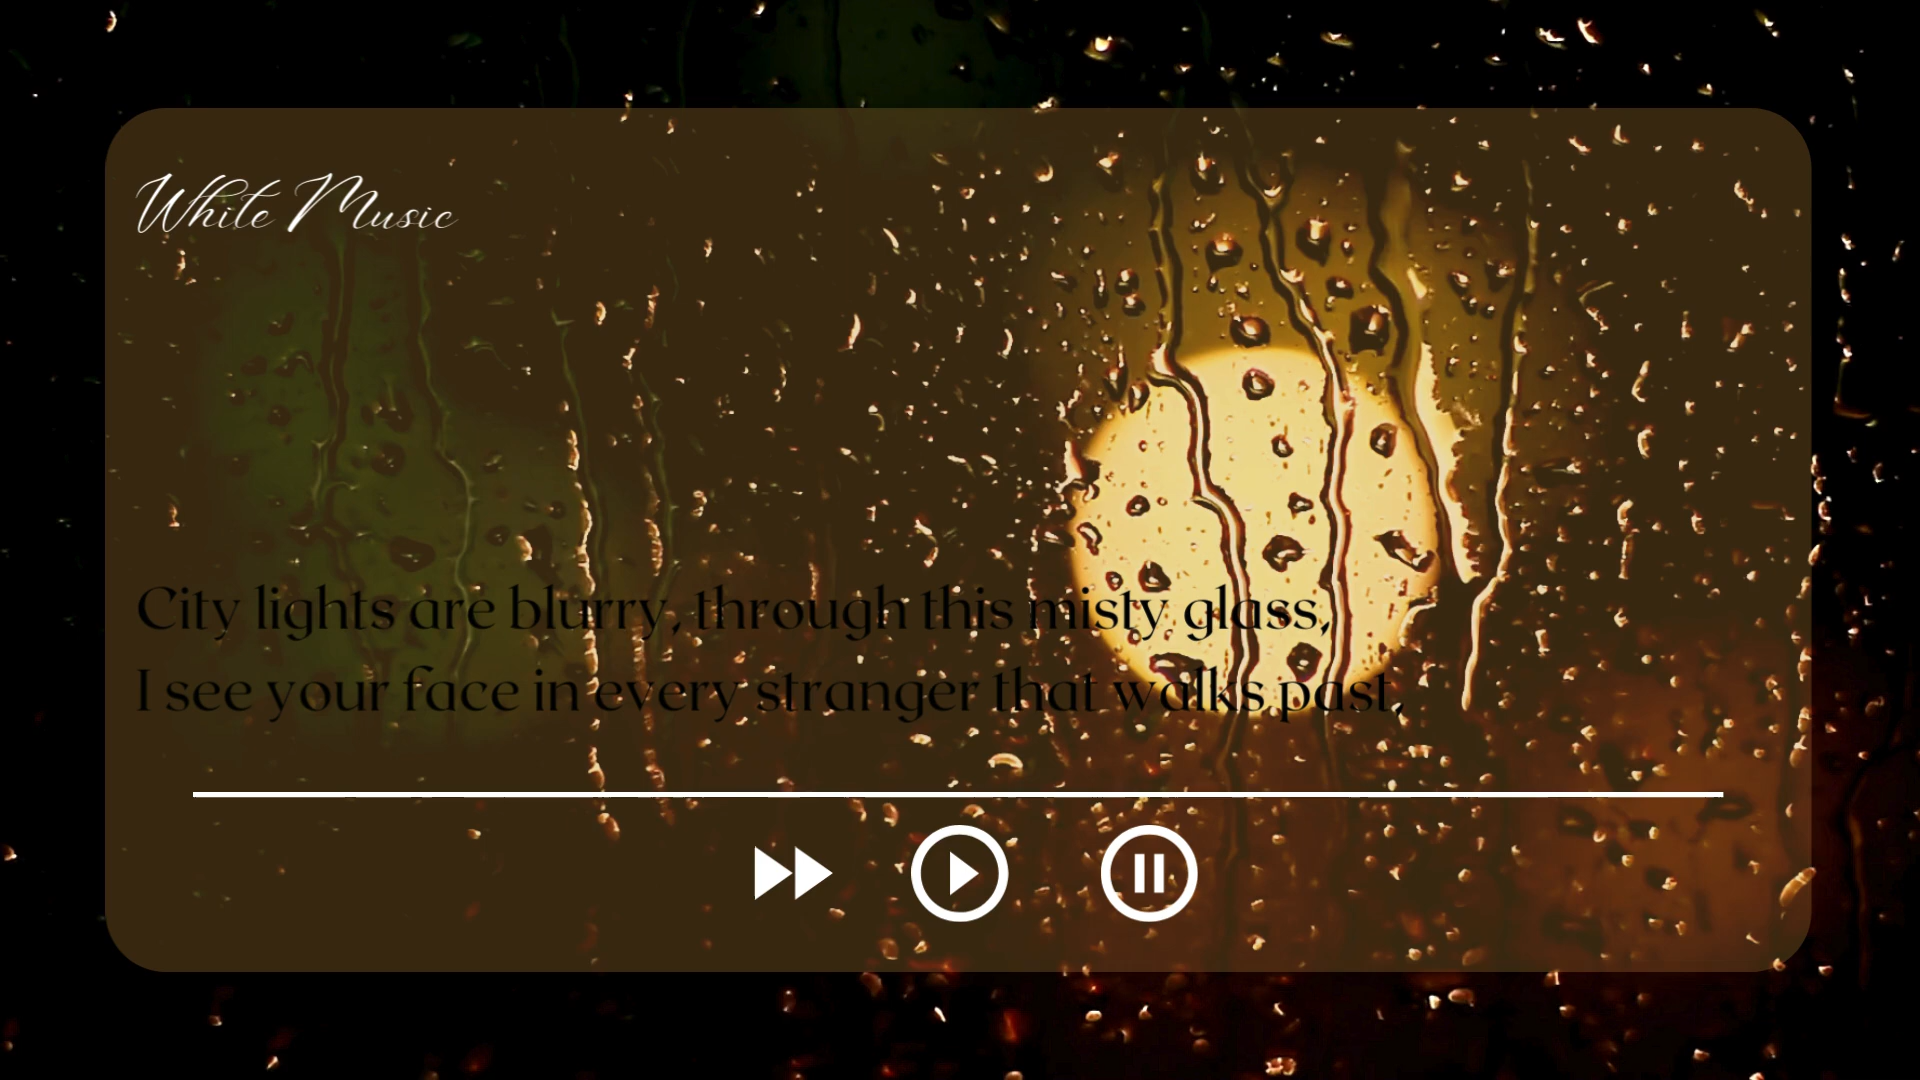 White Music
City lights are blurry, through this misty glass,
I see your face in every stranger that walks past,